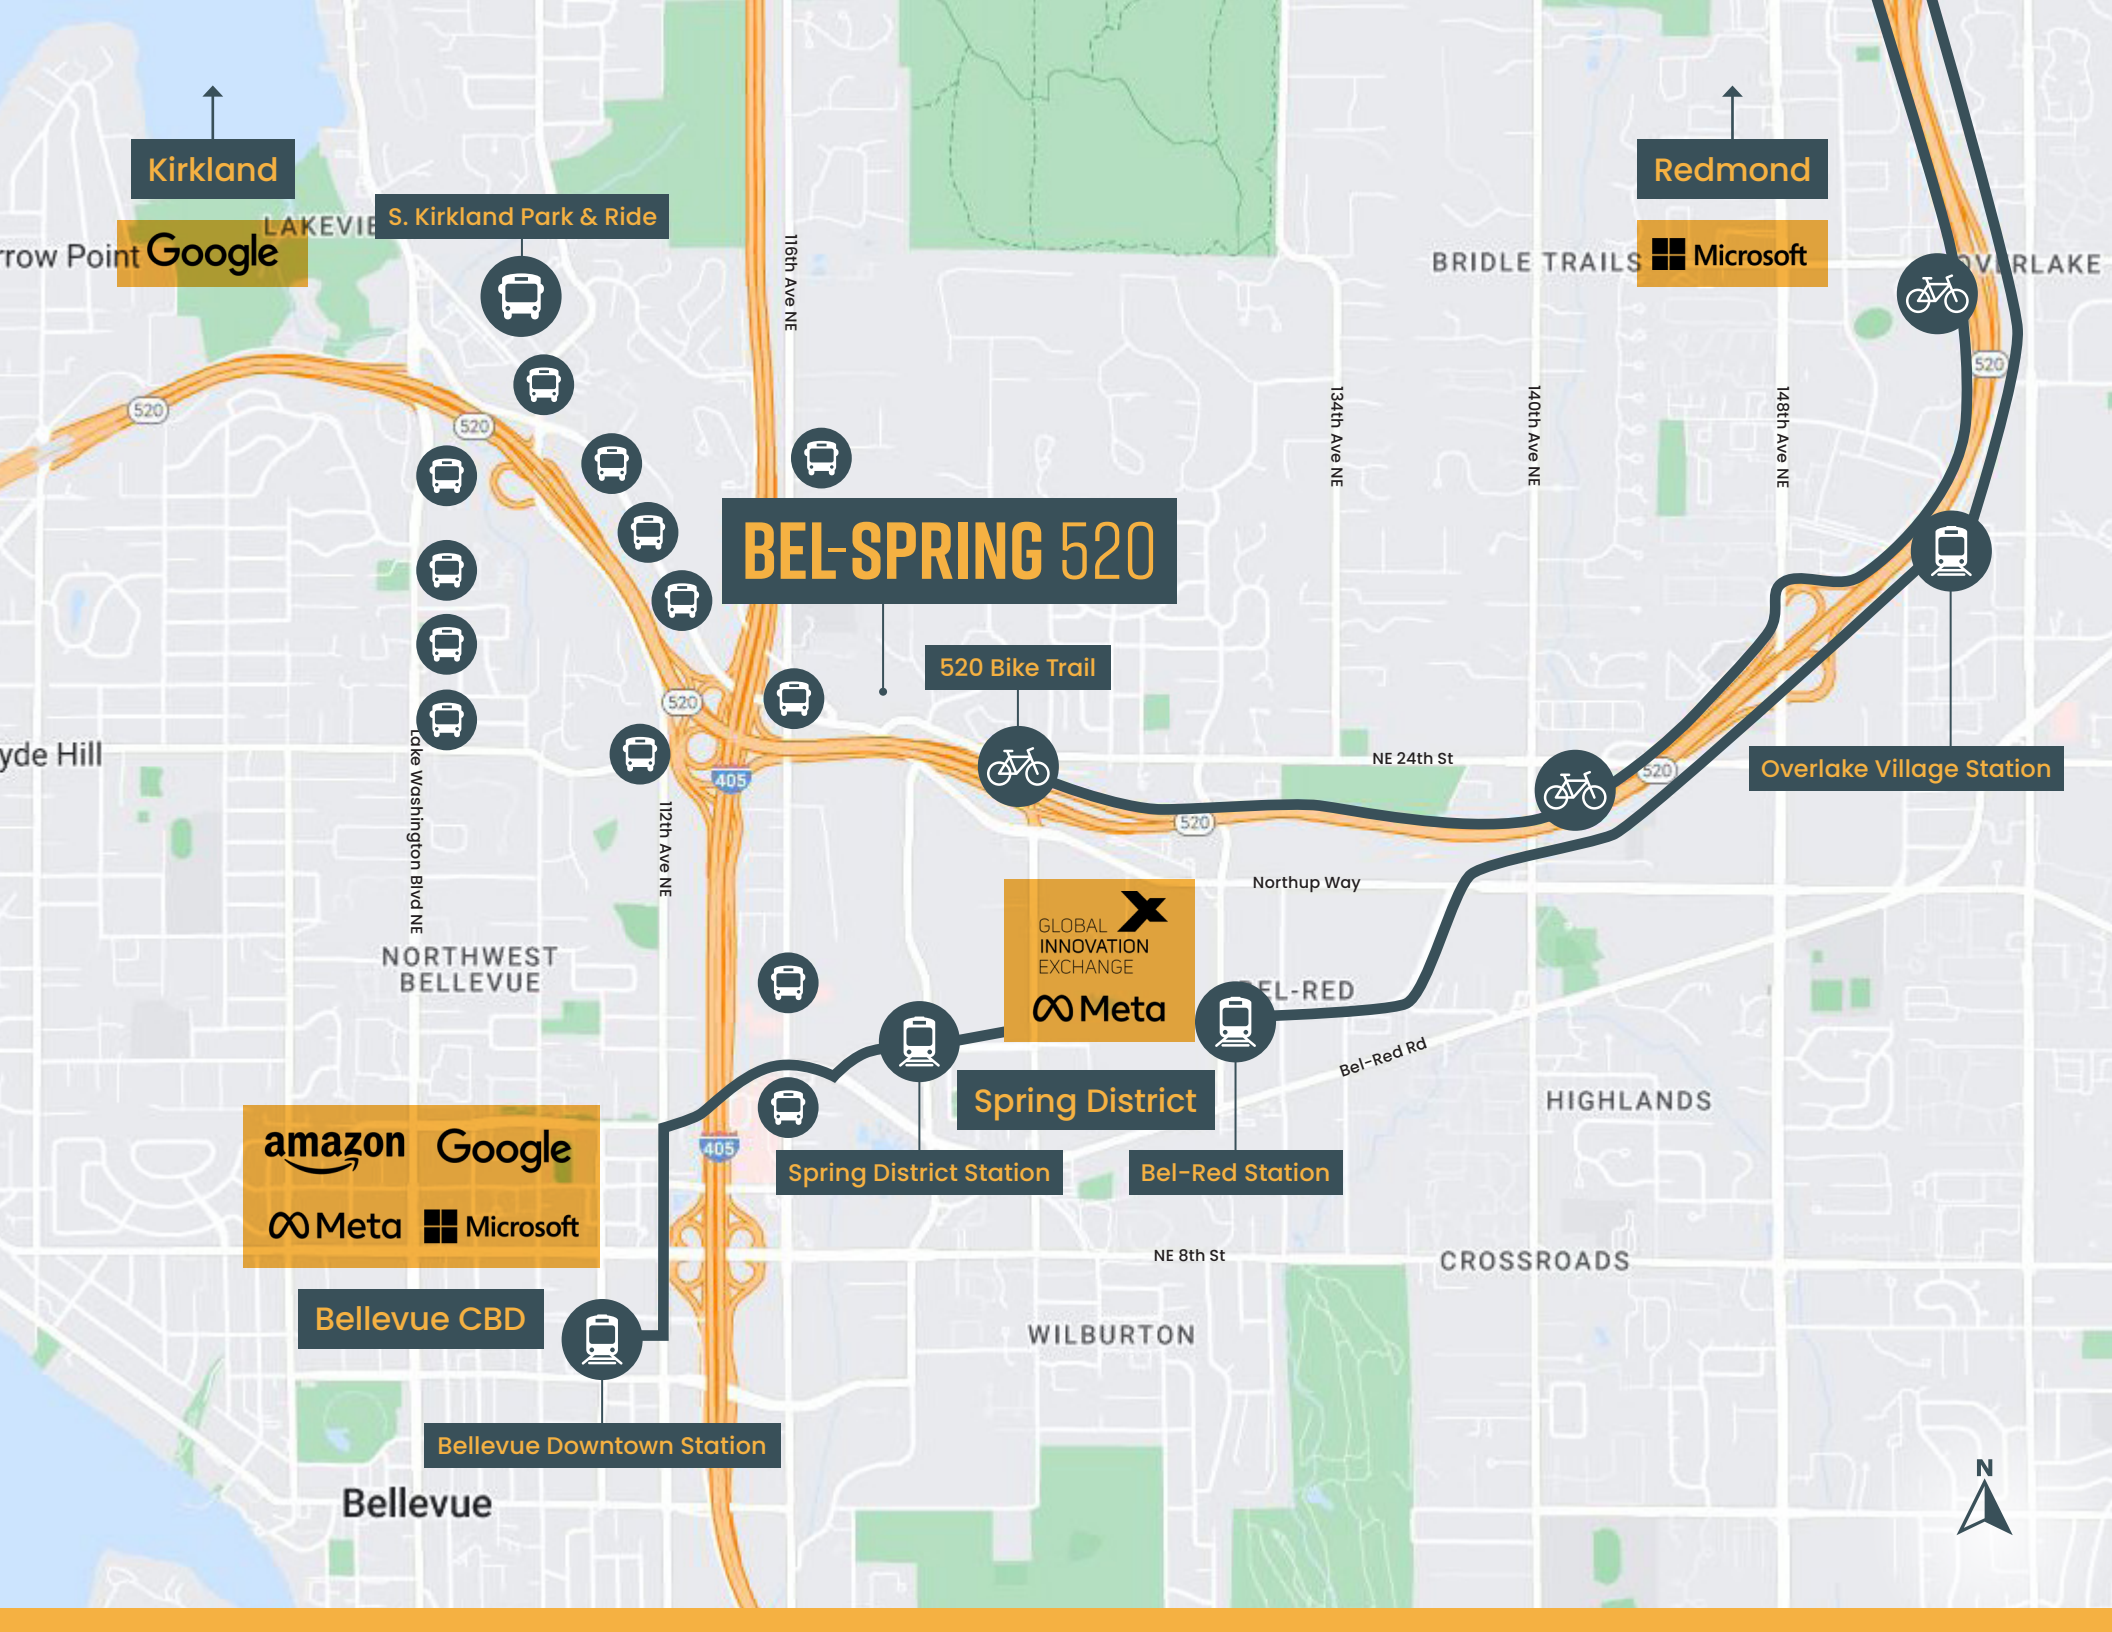 Kirkland
Google
LAKEVIE
rrow Point
S. Kirkland Park & Ride
116th Ave NE
Redmond
Microsoft
BRIDLE TRAILS
OVERLAKE
520
520
520
134th Ave NE
140th Ave NE
148th Ave NE
BEL-SPRING 520
520 Bike Trail
520
yde Hill
Lake Washington Blvd NE
405
112th Ave NE
NE 24th St
520
520
Overlake Village Station
Northup Way
GLOBAL
INNOVATION
EXCHANGE
Meta
NORTHWEST
BELLEVUE
EL-RED
Bel-Red Rd
Spring District
HIGHLANDS
amazon Google
Meta Microsoft
405
Spring District Station
Bel-Red Station
NE 8th St
CROSSROADS
Bellevue CBD
WILBURTON
Bellevue Downtown Station
Bellevue
N